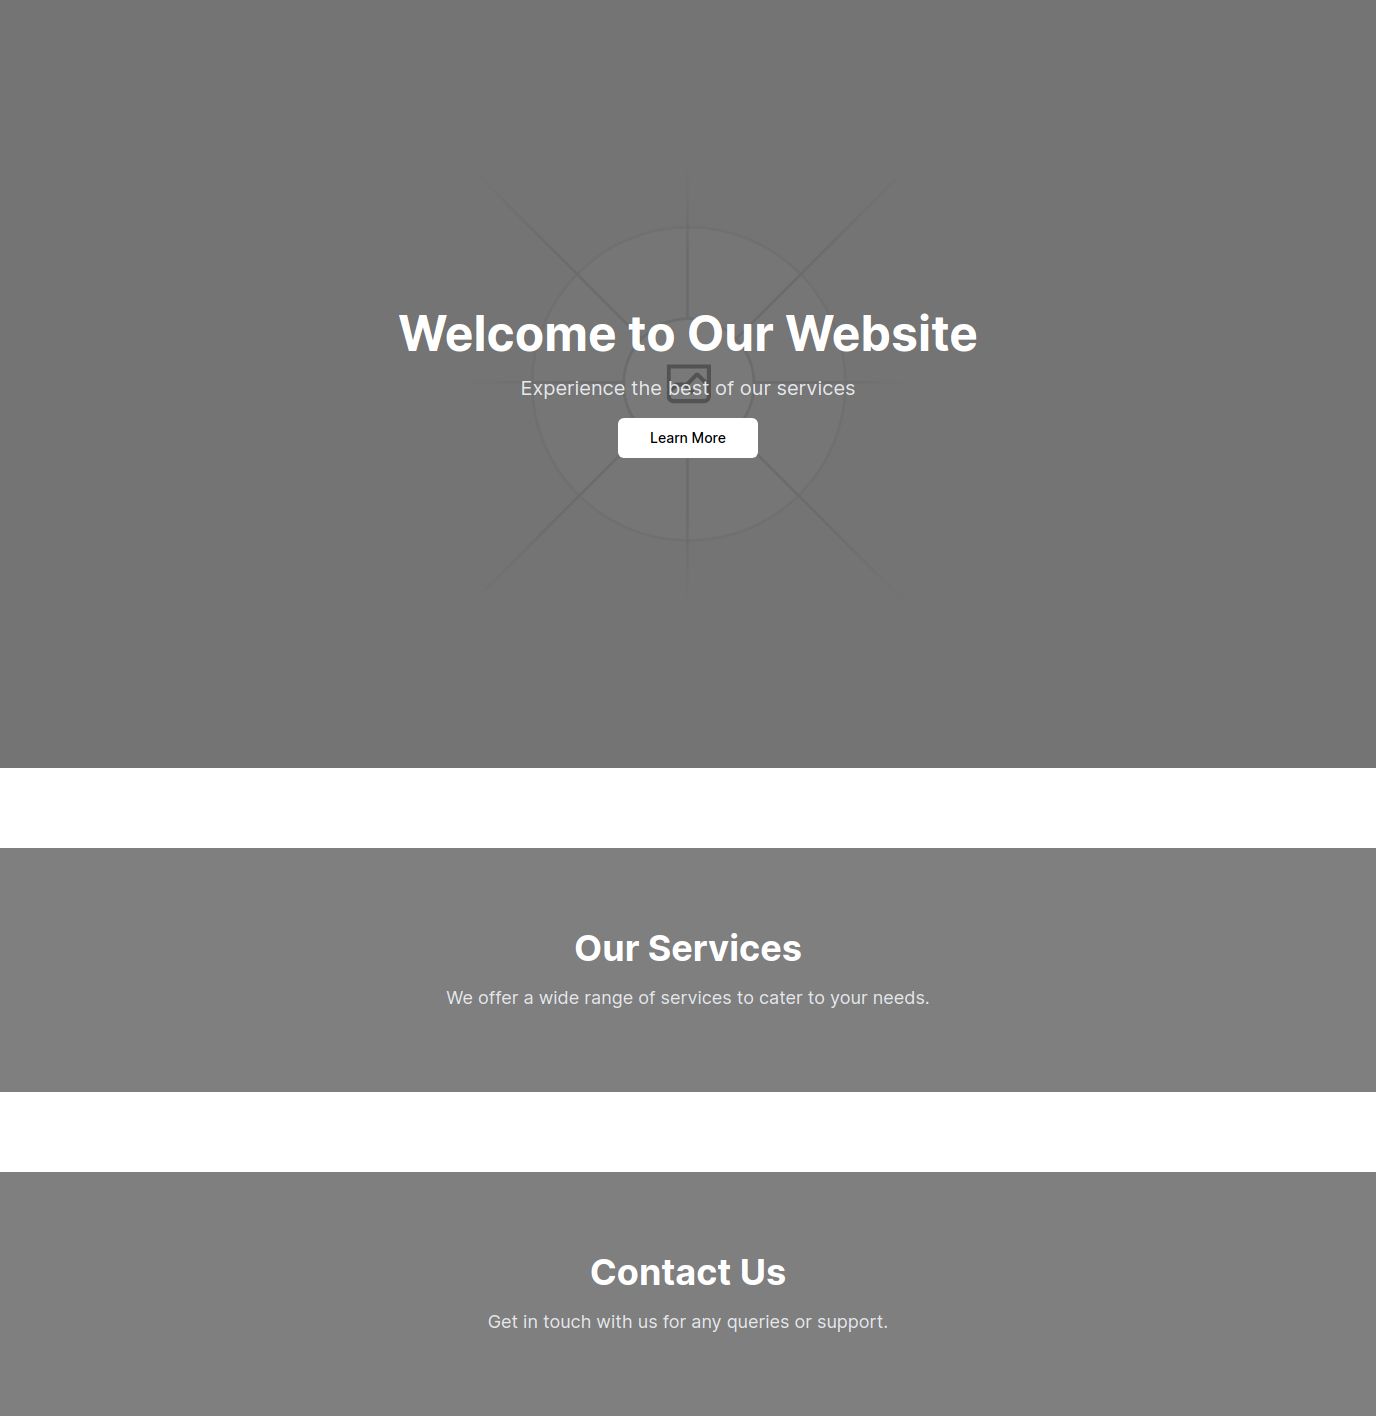 Welcome to Our Website
Experience the best of our services
Learn More
Our Services
We offer a wide range of services to cater to your needs.
Contact Us
Get in touch with us for any queries or support.